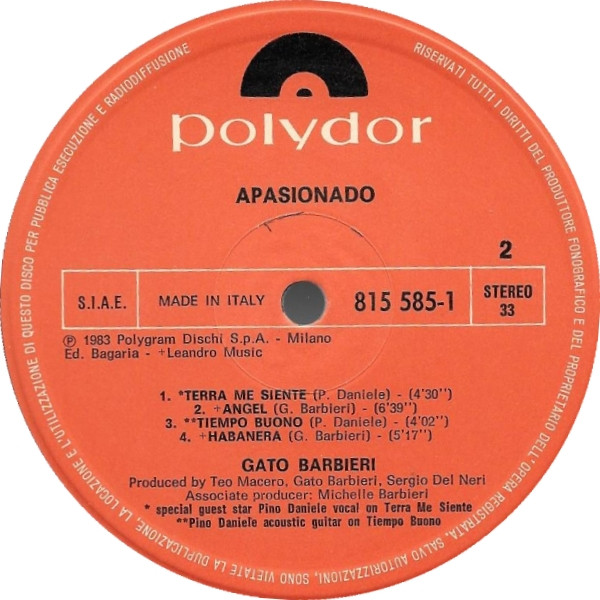 polydor
APASIONADO
2
S.I.A.E.
MADE IN ITALY
815 585-1
STEREO
33
℗ 1983 Polygram Dischi S.p.A. - Milano
Ed. Bagaria - +Leandro Music
1. *TERRA ME SIENTE (P. Daniele) - (4'30'')
2. +ANGEL (G. Barbieri) - (6'39'')
3. **TIEMPO BUONO (P. Daniele) - (4'02'')
4. +HABANERA (G. Barbieri) - (5'17'')
GATO BARBIERI
Produced by Teo Macero, Gato Barbieri, Sergio Del Neri
Associate producer: Michelle Barbieri
* special guest star Pino Daniele vocal on Terra Me Siente
**Pino Daniele acoustic guitar on Tiempo Buono
RISERVATI TUTTI I DIRITTI DEL PRODUTTORE FONOGRAFICO E DEL PROPRIETARIO DELL'OPERA REGISTRATA. SALVO AUTORIZZAZIONI, SONO VIETATE LA DUPLICAZIONE, LA LOCAZIONE E L'UTILIZZAZIONE DI QUESTO DISCO PER PUBBLICA ESECUZIONE E RADIODIFFUSIONE